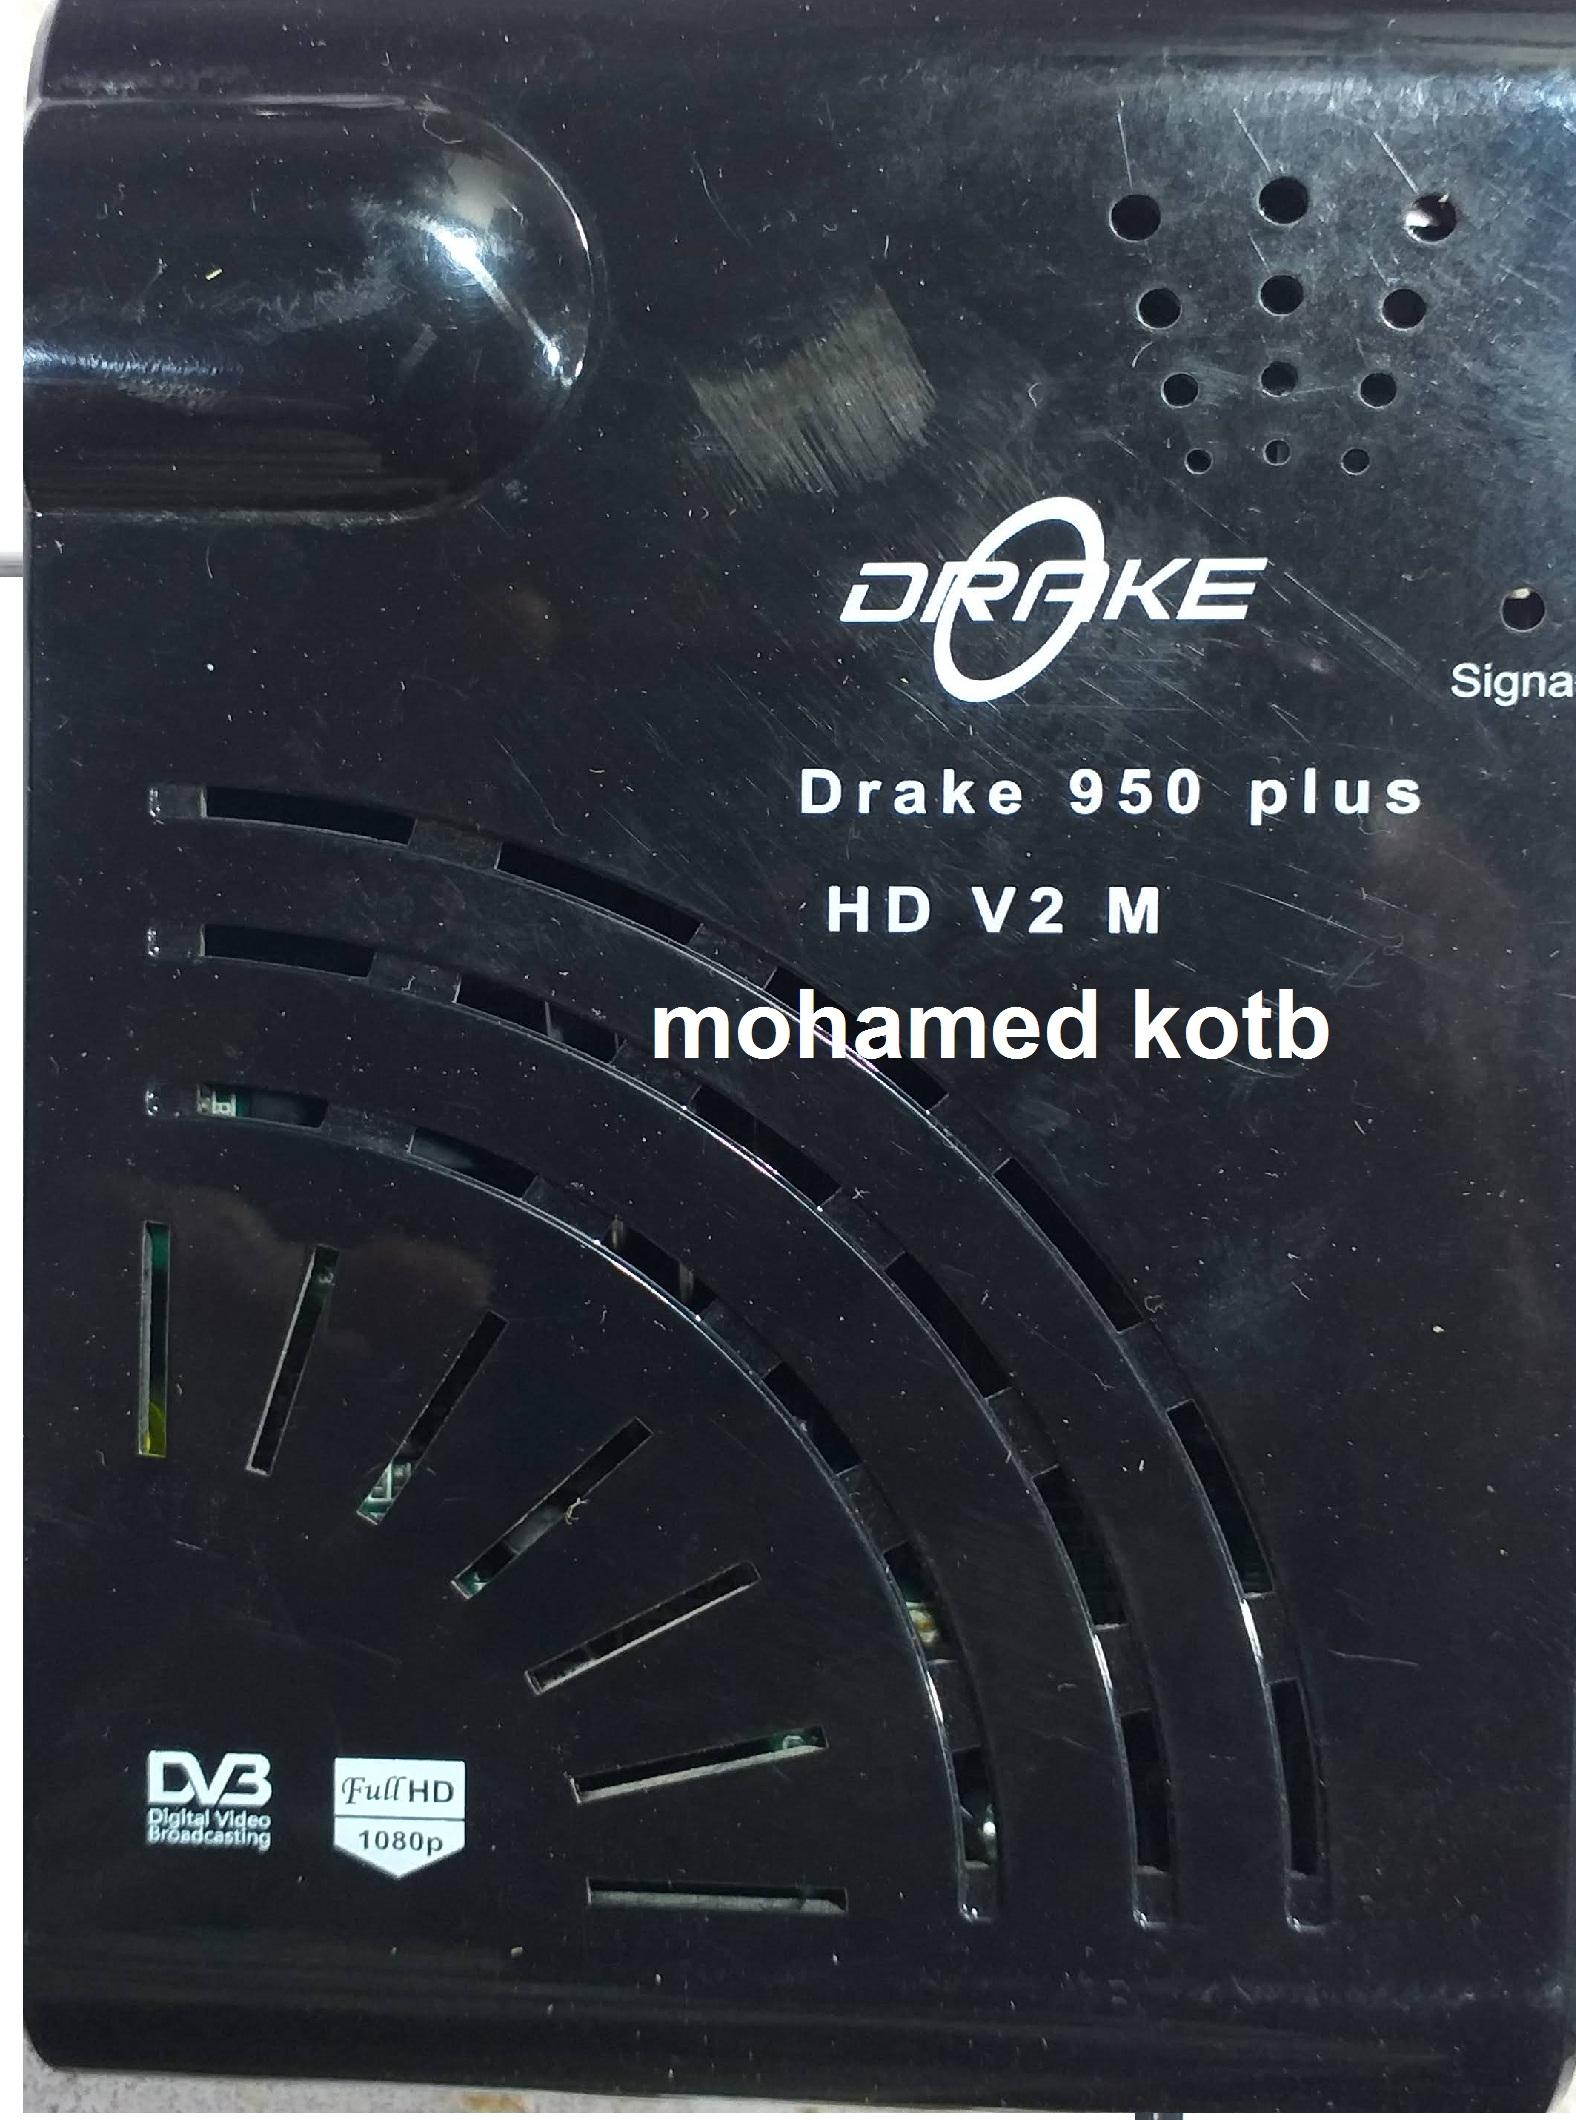 DRAKE
Signa
Drake 950 plus
HD V2 M
mohamed kotb
DVB
Digital Video
Broadcasting
Full HD
1080p